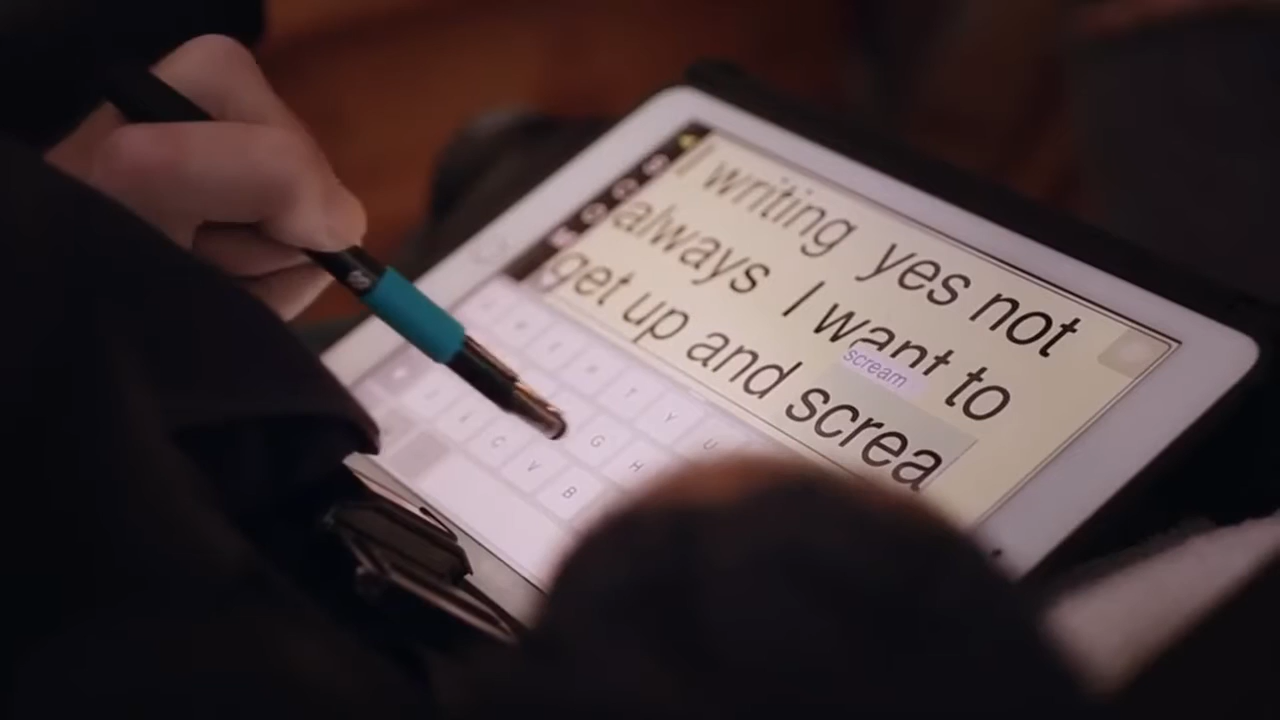 I writing yes not
always I want to
scream
get up and screa
T Y U
G H
C V B